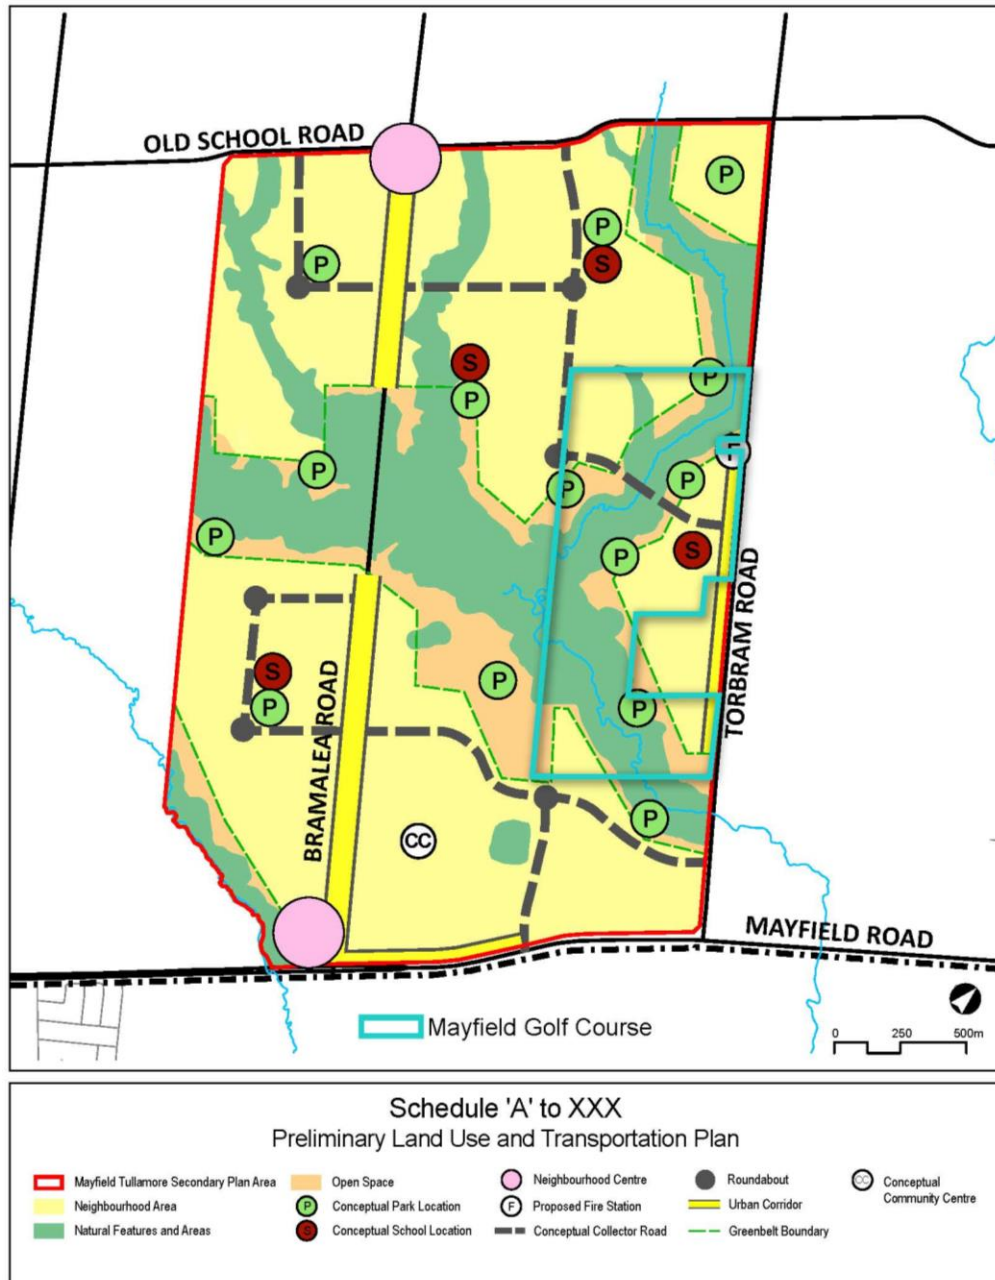 OLD SCHOOL ROAD
P
P
P
S
S
P
P
F
P
P
P
P
S
P
TORBRAM ROAD
S
P
P
P
BRAMALEA ROAD
P
CC
MAYFIELD ROAD
Mayfield Golf Course
0 250 500m
Schedule 'A' to XXX
Preliminary Land Use and Transportation Plan
Mayfield Tullamore Secondary Plan Area
Neighbourhood Area
Natural Features and Areas
Open Space
P Conceptual Park Location
S Conceptual School Location
Neighbourhood Centre
F Proposed Fire Station
Conceptual Collector Road
Roundabout
Urban Corridor
Greenbelt Boundary
CC Conceptual
Community Centre